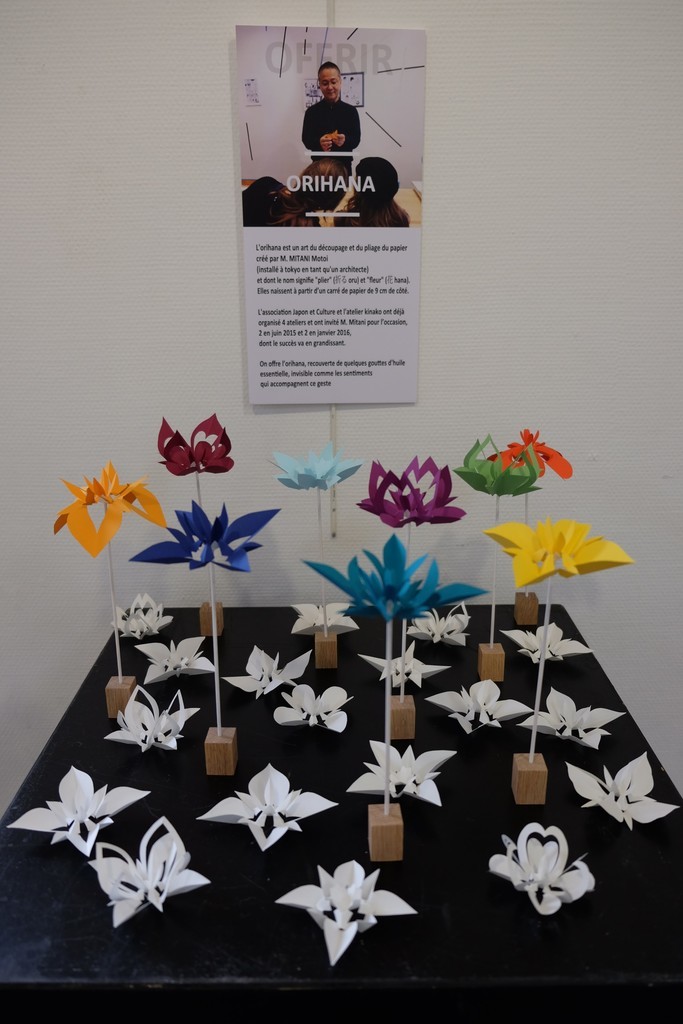 OFFRIR
ORIHANA
L'orihana est un art du découpage et du pliage du papier
créé par M. MITANI Motoi
(installé à tokyo en tant qu'un architecte)
et dont le nom signifie "plier" (折る oru) et "fleur" (花 hana).
Elles naissent à partir d'un carré de papier de 9 cm de côté.
L'association Japon et Culture et l'atelier kinako ont déjà
organisé 4 ateliers et ont invité M. Mitani pour l'occasion,
2 en juin 2015 et 2 en janvier 2016,
dont le succès va en grandissant.
On offre l'orihana, recouverte de quelques gouttes d'huile
essentielle, invisible comme les sentiments
qui accompagnent ce geste